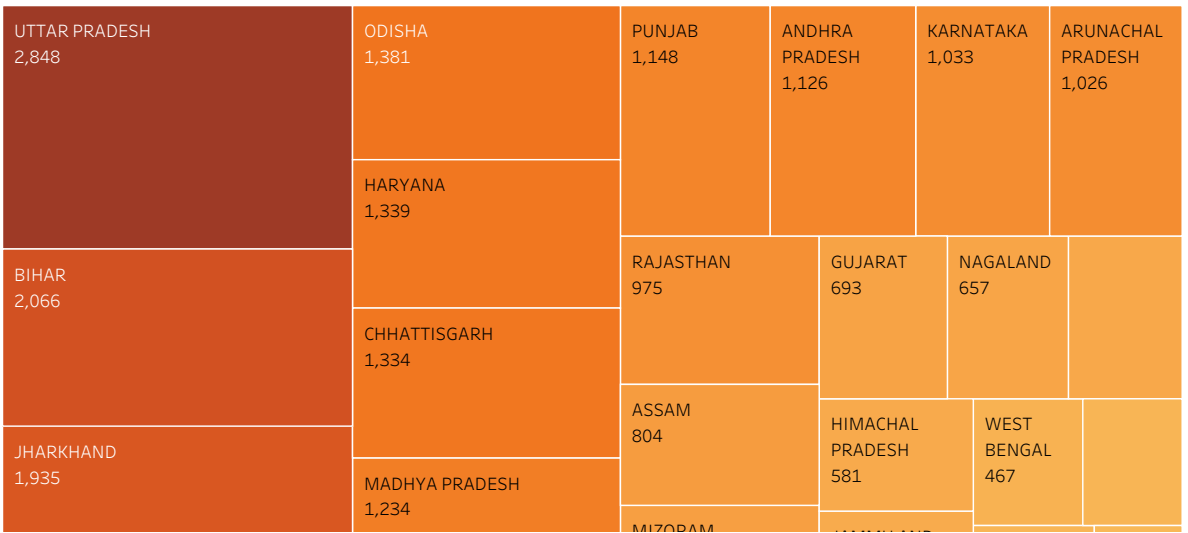 UTTAR PRADESH
2,848
BIHAR
2,066
JHARKHAND
1,935
ODISHA
1,381
HARYANA
1,339
CHHATTISGARH
1,334
MADHYA PRADESH
1,234
PUNJAB
1,148
ANDHRA
PRADESH
1,126
KARNATAKA
1,033
ARUNACHAL
PRADESH
1,026
RAJASTHAN
975
ASSAM
804
MIZORAM
GUJARAT
693
NAGALAND
657
HIMACHAL
PRADESH
581
WEST
BENGAL
467